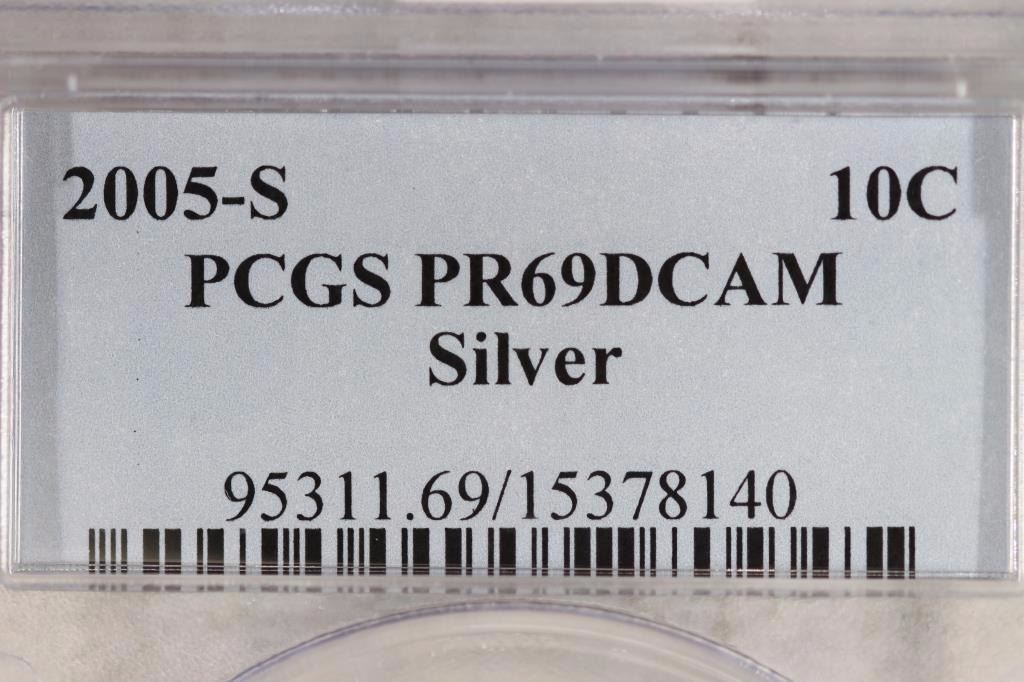 2005-S 10C
PCGS PR69DCAM
Silver
95311.69/15378140